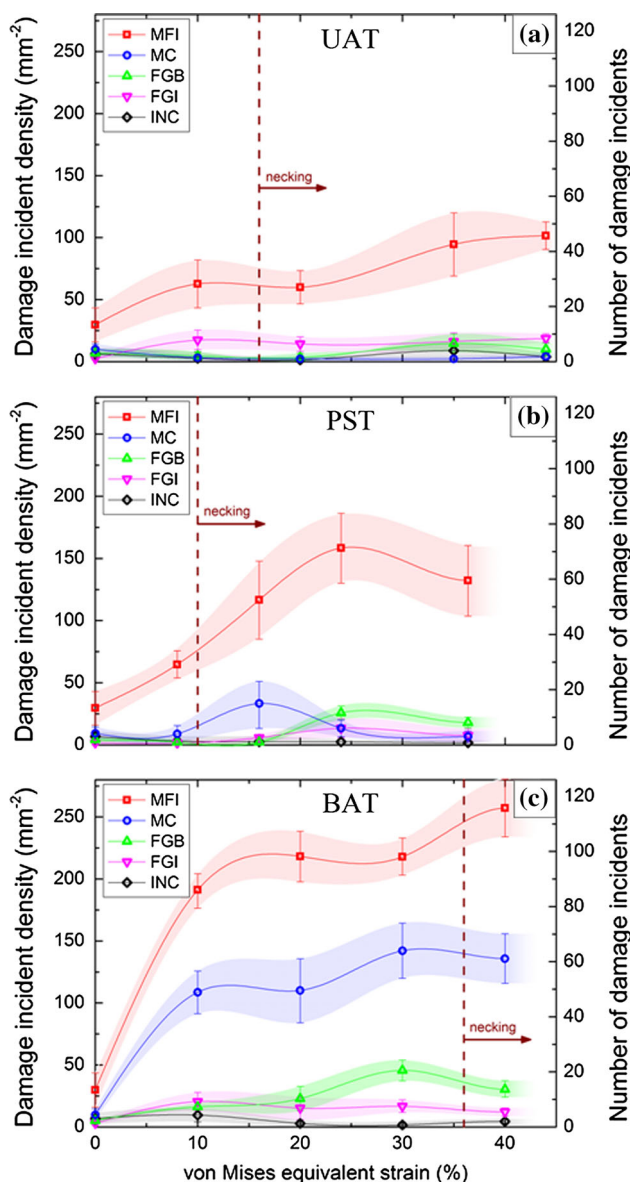 UAT
(a)
MFI
MC
FGB
FGI
INC
necking
Damage incident density (mm-2)
250
200
150
100
50
0
Number of damage incidents
120
100
80
60
40
20
0
PST
(b)
MFI
MC
FGB
FGI
INC
necking
Damage incident density (mm-2)
250
200
150
100
50
0
Number of damage incidents
120
100
80
60
40
20
0
BAT
(c)
MFI
MC
FGB
FGI
INC
necking
Damage incident density (mm-2)
250
200
150
100
50
0
Number of damage incidents
120
100
80
60
40
20
0
0 10 20 30 40
von Mises equivalent strain (%)